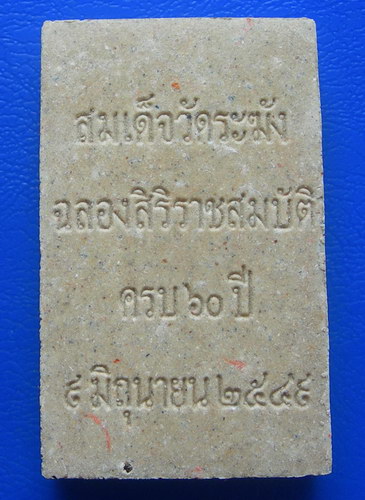 สมเด็จวัดระฆัง
ฉลองสิริราชสมบัติ
ครบ ๖๐ ปี
๙ มิถุนายน ๒๕๔๙